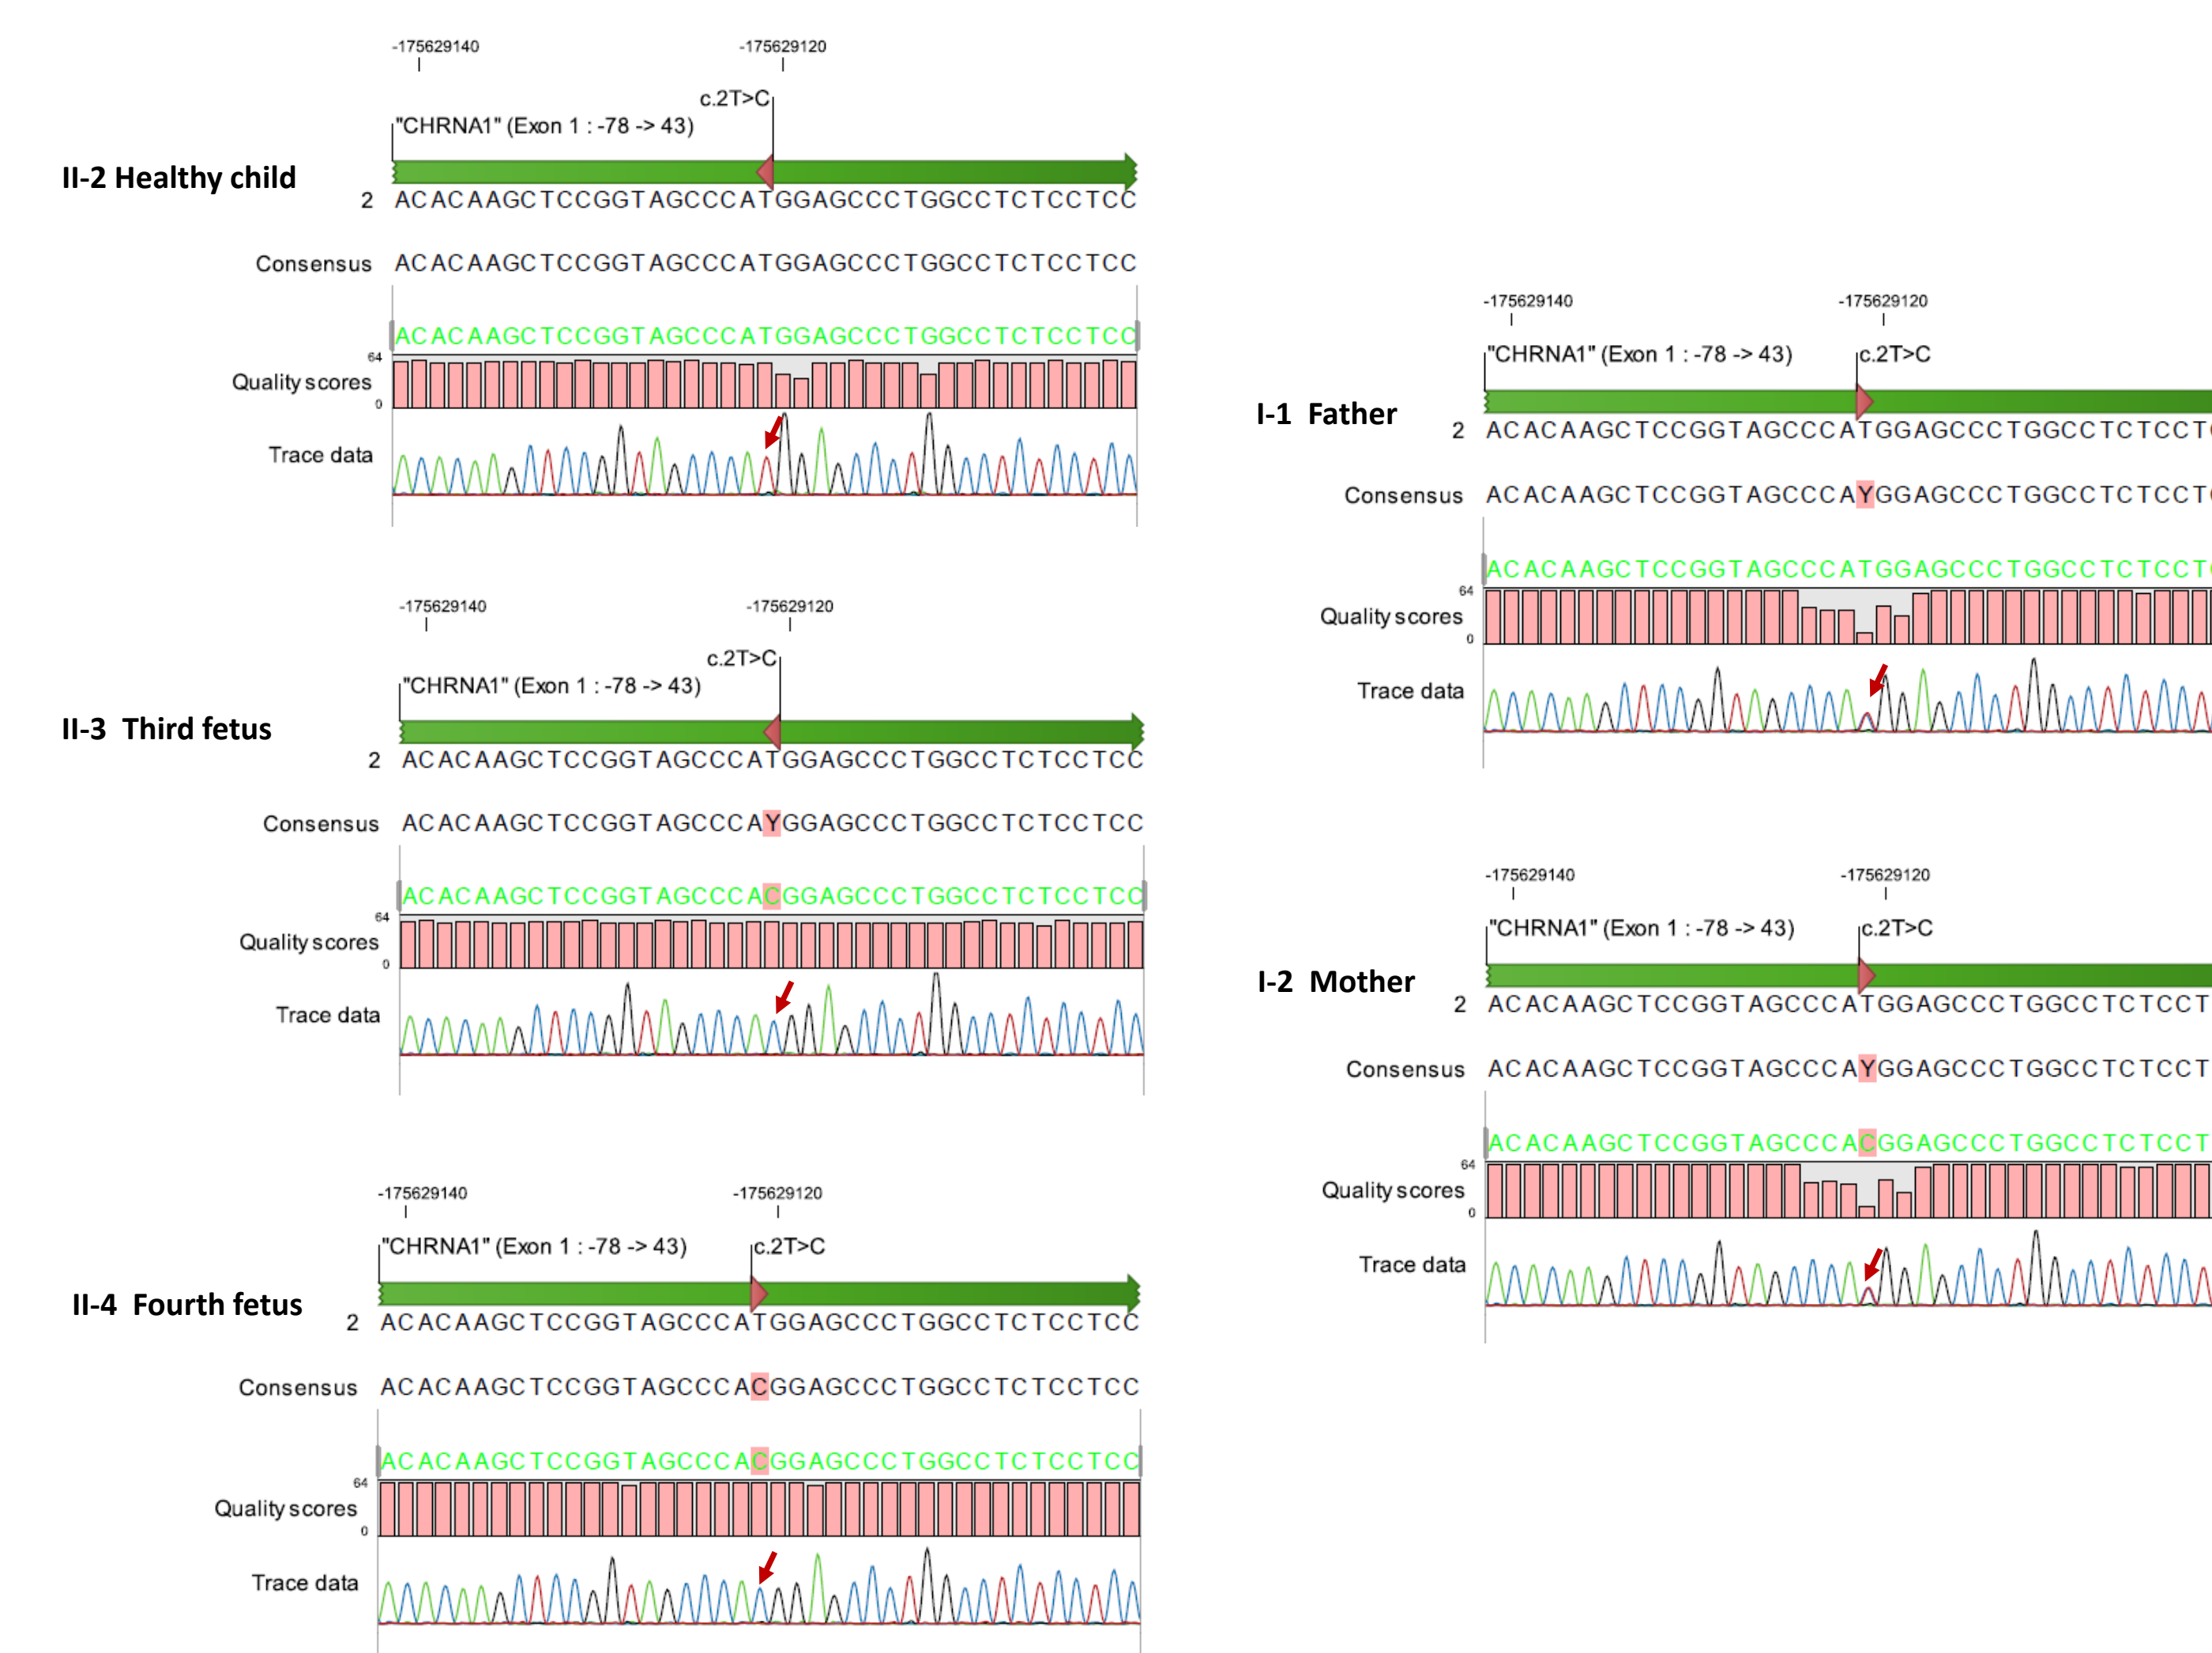 -175629140 -175629120
c.2T>C
"CHRNA1" (Exon 1 : -78 -> 43)
II-2 Healthy child
2 ACACAAGCTCCGGTAGCCCATGGAGCCCTGGCCTCTCCTCC
Consensus ACACAAGCTCCGGTAGCCCATGGAGCCCTGGCCTCTCCTCC
ACACAAGCTCCGGTAGCCCATGGAGCCCTGGCCTCTCCTCC
64
Quality scores
0
Trace data
-175629140 -175629120
c.2T>C
"CHRNA1" (Exon 1 : -78 -> 43)
II-3 Third fetus
2 ACACAAGCTCCGGTAGCCCATGGAGCCCTGGCCTCTCCTCC
Consensus ACACAAGCTCCGGTAGCCCAYGGAGCCCTGGCCTCTCCTCC
ACACAAGCTCCGGTAGCCCACGGAGCCCTGGCCTCTCCTCC
64
Quality scores
0
Trace data
-175629140 -175629120
"CHRNA1" (Exon 1 : -78 -> 43) c.2T>C
II-4 Fourth fetus
2 ACACAAGCTCCGGTAGCCCATGGAGCCCTGGCCTCTCCTCC
Consensus ACACAAGCTCCGGTAGCCCACGGAGCCCTGGCCTCTCCTCC
ACACAAGCTCCGGTAGCCCACGGAGCCCTGGCCTCTCCTCC
64
Quality scores
0
Trace data
-175629140 -175629120
"CHRNA1" (Exon 1 : -78 -> 43) c.2T>C
I-1 Father
2 ACACAAGCTCCGGTAGCCCATGGAGCCCTGGCCTCTCCT
Consensus ACACAAGCTCCGGTAGCCCAYGGAGCCCTGGCCTCTCCT
ACACAAGCTCCGGTAGCCCATGGAGCCCTGGCCTCTCCT
64
Quality scores
0
Trace data
-175629140 -175629120
"CHRNA1" (Exon 1 : -78 -> 43) c.2T>C
I-2 Mother
2 ACACAAGCTCCGGTAGCCCATGGAGCCCTGGCCTCTCCT
Consensus ACACAAGCTCCGGTAGCCCAYGGAGCCCTGGCCTCTCCT
ACACAAGCTCCGGTAGCCCACGGAGCCCTGGCCTCTCCT
64
Quality scores
0
Trace data